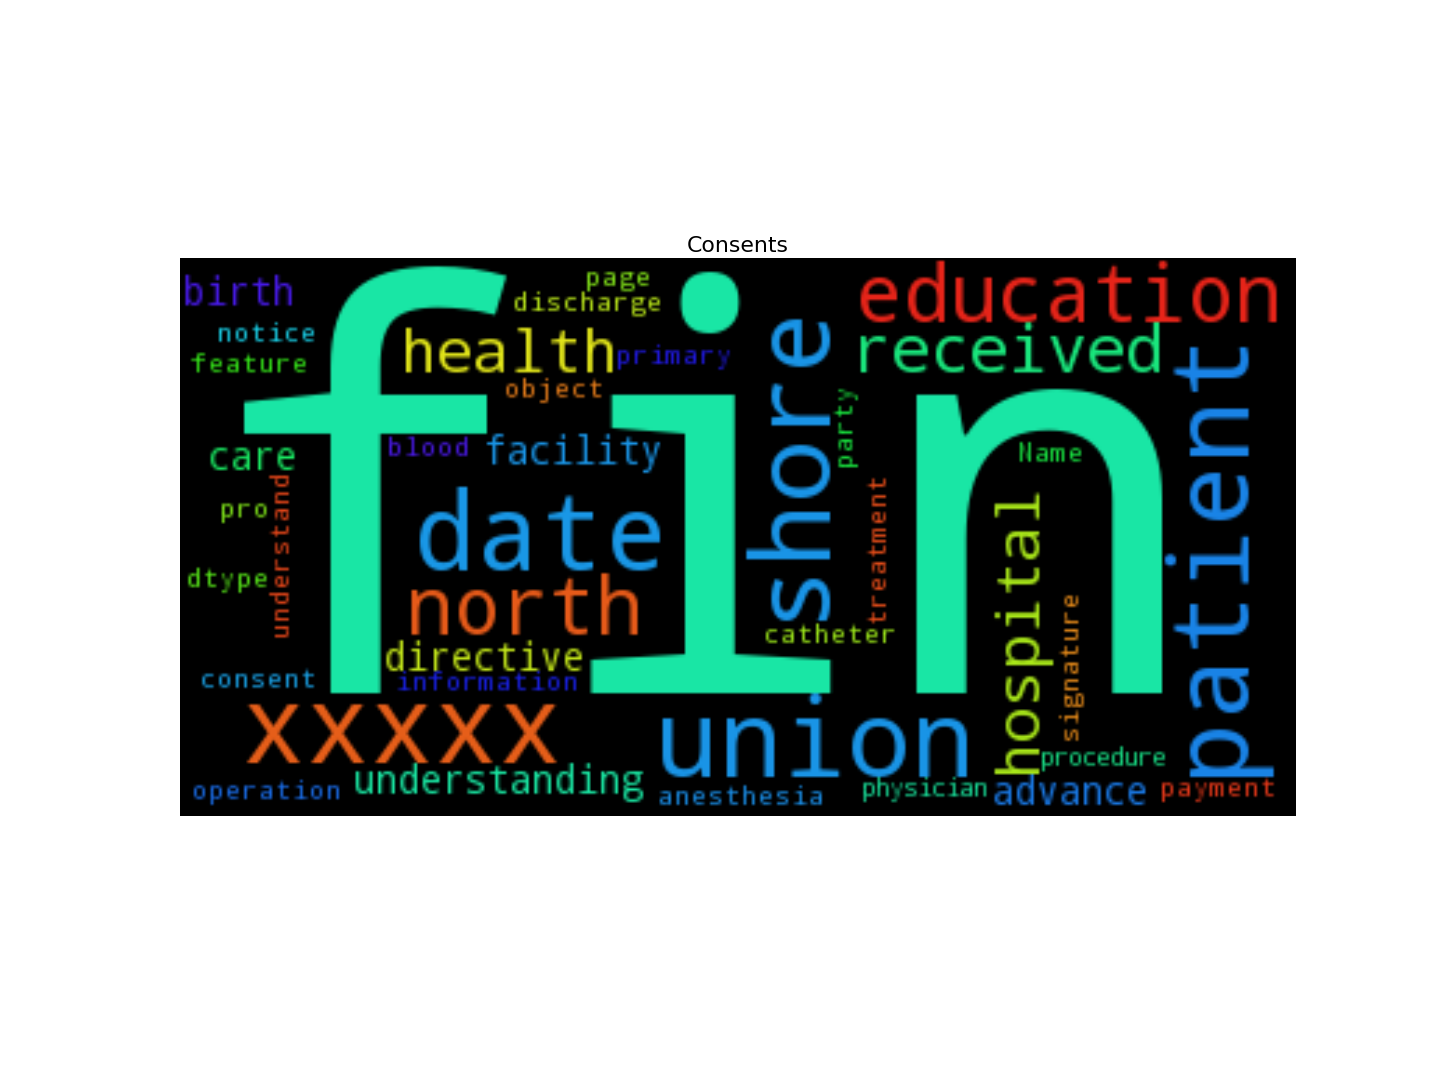 Consents
fin
birth
page
education
discharge
notice
health
primary
received
feature
object
shore
patient
party
care
blood
facility
Name
understand
pro
date
treatment
hospital
dtype
north
catheter
signature
directive
consent
information
xxxxx
union
procedure
understanding
operation
anesthesia
physician
advance
payment